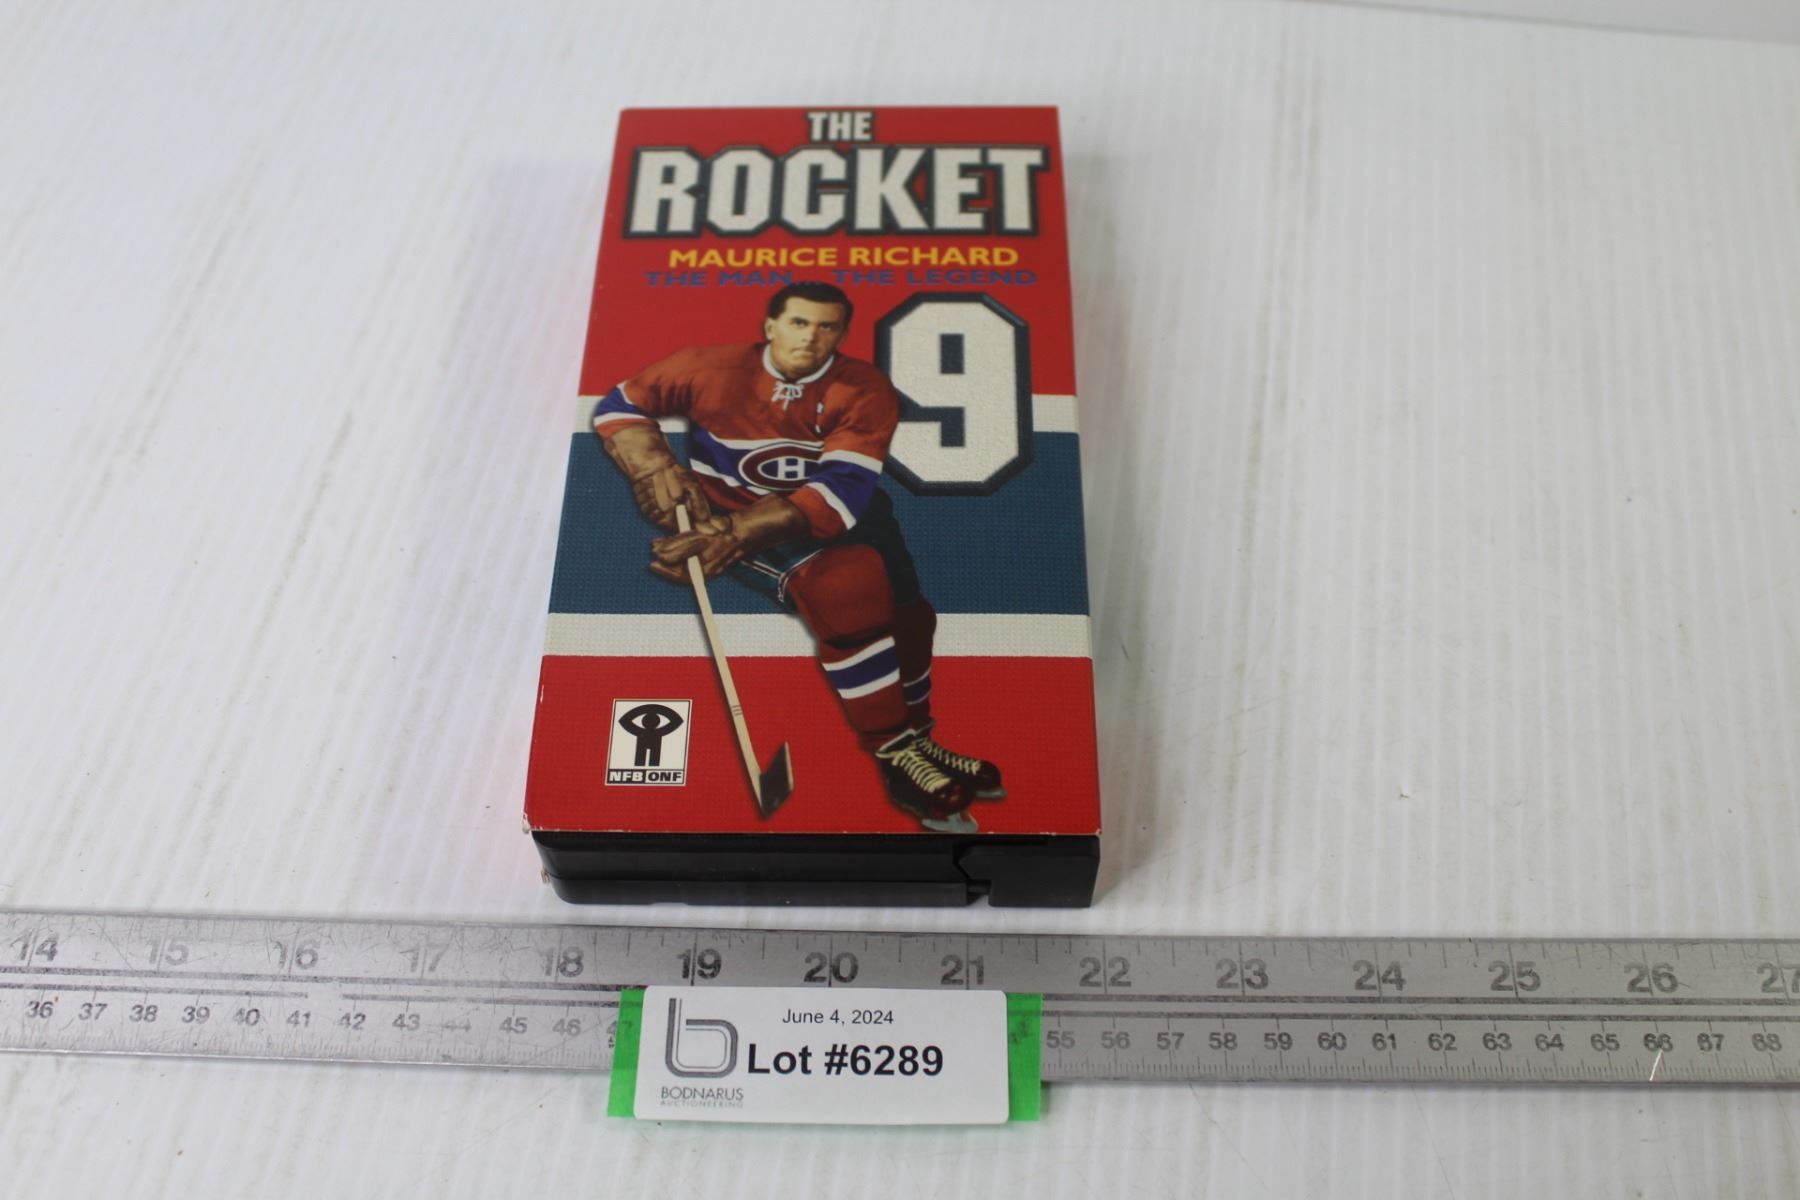 THE
ROCKET
MAURICE RICHARD
THE MAN... THE LEGEND
9
CH
NFB ONF
14 15 16 17 18 19 20 21 22 23 24 25 26 27
36 37 38 39 40 41 42 43 44 45 46 47 55 56 57 58 59 60 61 62 63 64 65 66 67 68
June 4, 2024
Lot #6289
BODNARUS
AUCTIONEERING